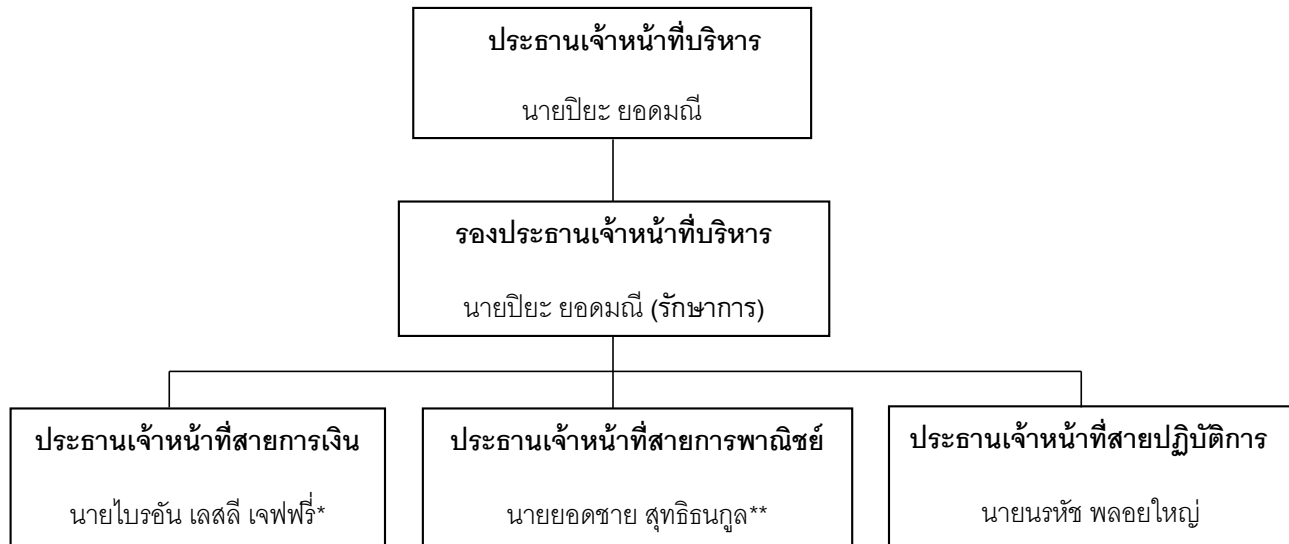 ประธานเจ้าหน้าที่บริหาร
นายปิยะ ยอดมณี
รองประธานเจ้าหน้าที่บริหาร
นายปิยะ ยอดมณี (รักษาการ)
ประธานเจ้าหน้าที่สายการเงิน
นายไบรอัน เลสลี เจฟฟรี่*
ประธานเจ้าหน้าที่สายการพาณิชย์
นายยอดชาย สุทธิธนกูล**
ประธานเจ้าหน้าที่สายปฏิบัติการ
นายนรหัช พลอยใหญ่